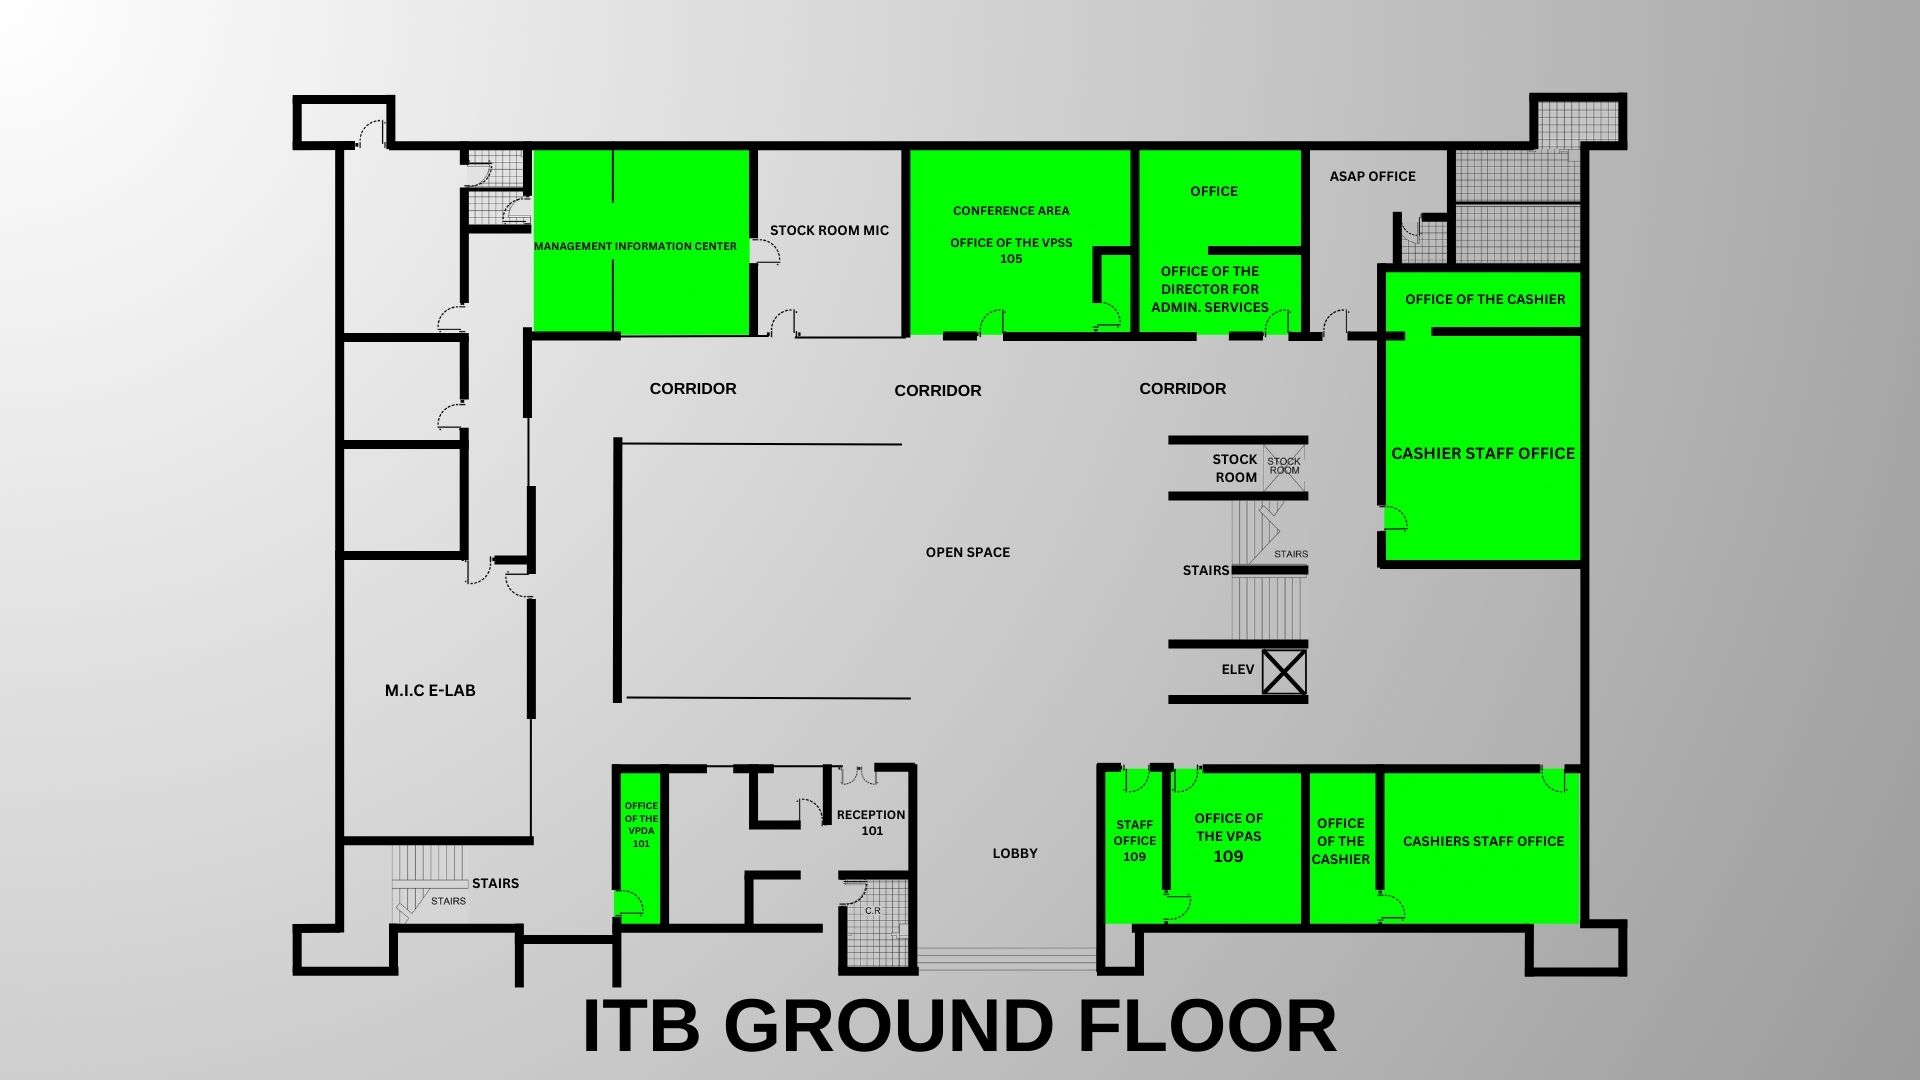 ASAP OFFICE
OFFICE
CONFERENCE AREA
STOCK ROOM MIC
OFFICE OF THE VPSS
105
MANAGEMENT INFORMATION CENTER
OFFICE OF THE
DIRECTOR FOR
ADMIN. SERVICES
OFFICE OF THE CASHIER
CORRIDOR
CORRIDOR
CORRIDOR
CASHIER STAFF OFFICE
STOCK
ROOM
STOCK
ROOM
OPEN SPACE
STAIRS
STAIRS
ELEV
M.I.C E-LAB
OFFICE
OF THE
VPDA
101
RECEPTION
101
LOBBY
STAFF
OFFICE
109
OFFICE OF
THE VPAS
109
OFFICE
OF THE
CASHIER
CASHIERS STAFF OFFICE
STAIRS
STAIRS
C.R
ITB GROUND FLOOR